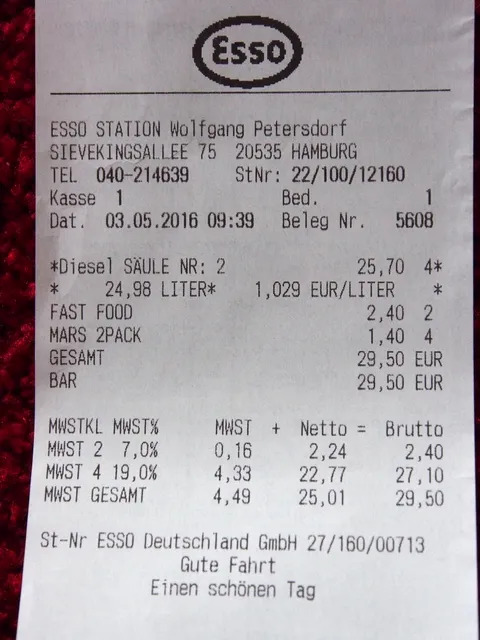 Esso
ESSO STATION Wolfgang Petersdorf
SIEVEKINGSALLEE 75 20535 HAMBURG
TEL 040-214639 StNr: 22/100/12160
Kasse 1 Bed. 1
Dat. 03.05.2016 09:39 Beleg Nr. 5608
*Diesel SÄULE NR: 2 25,70 4*
* 24,98 LITER* 1,029 EUR/LITER *
FAST FOOD 2,40 2
MARS 2PACK 1,40 4
GESAMT 29,50 EUR
BAR 29,50 EUR
MWSTKL MWST% MWST + Netto = Brutto
MWST 2 7,0% 0,16 2,24 2,40
MWST 4 19,0% 4,33 22,77 27,10
MWST GESAMT 4,49 25,01 29,50
St-Nr ESSO Deutschland GmbH 27/160/00713
Gute Fahrt
Einen schönen Tag